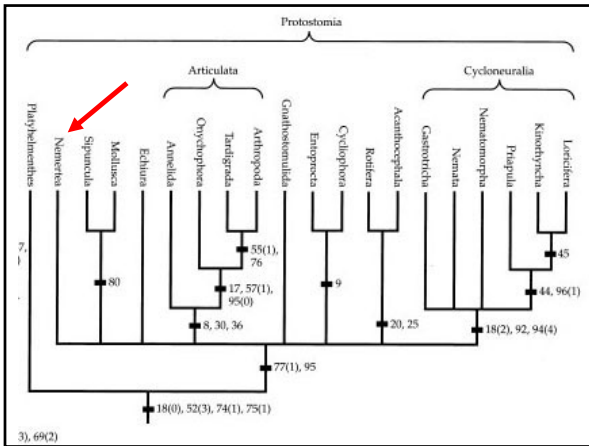 Protostomia
Articulata
Cycloneuralia
Platyhelmenthes
Nemertea
Sipuncula
Mollusca
Echiura
Annelida
Onychophora
Tardigrada
Arthropoda
Gnathostomulida
Entoprocta
Cycliophora
Rotifera
Acanthocephala
Gastrotricha
Nemata
Nematomorpha
Priapula
Kinorhyncha
Loricifera
7,
)
55(1),
76
45
80
17, 57(1),
95(0)
9
44, 96(1)
8, 30, 36
20, 25
18(2), 92, 94(4)
77(1), 95
18(0), 52(3), 74(1), 75(1)
3), 69(2)